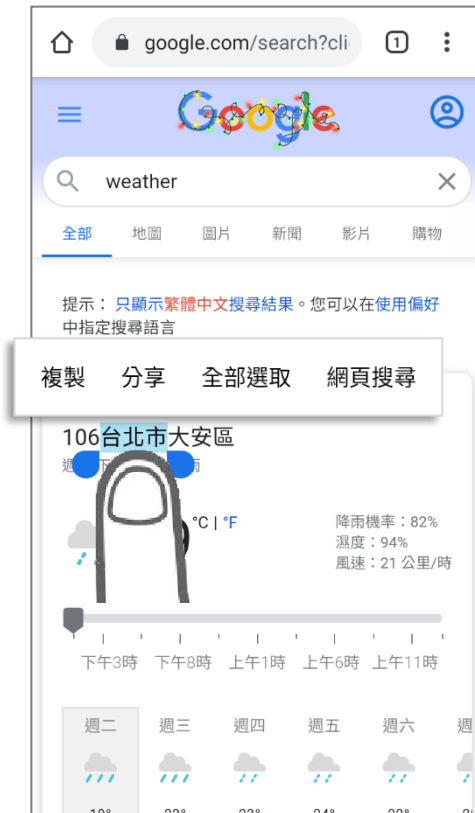 google.com/search?cli
1
Google
weather
全部 地圖 圖片 新聞 影片 購物
提示： 只顯示繁體中文搜尋結果。您可以在使用偏好
中指定搜尋語言
複製 分享 全部選取 網頁搜尋
106台北市大安區
°C | °F
降雨機率：82%
濕度：94%
風速：21 公里/時
下午3時 下午8時 上午1時 上午6時 上午11時
週二 週三 週四 週五 週六 週